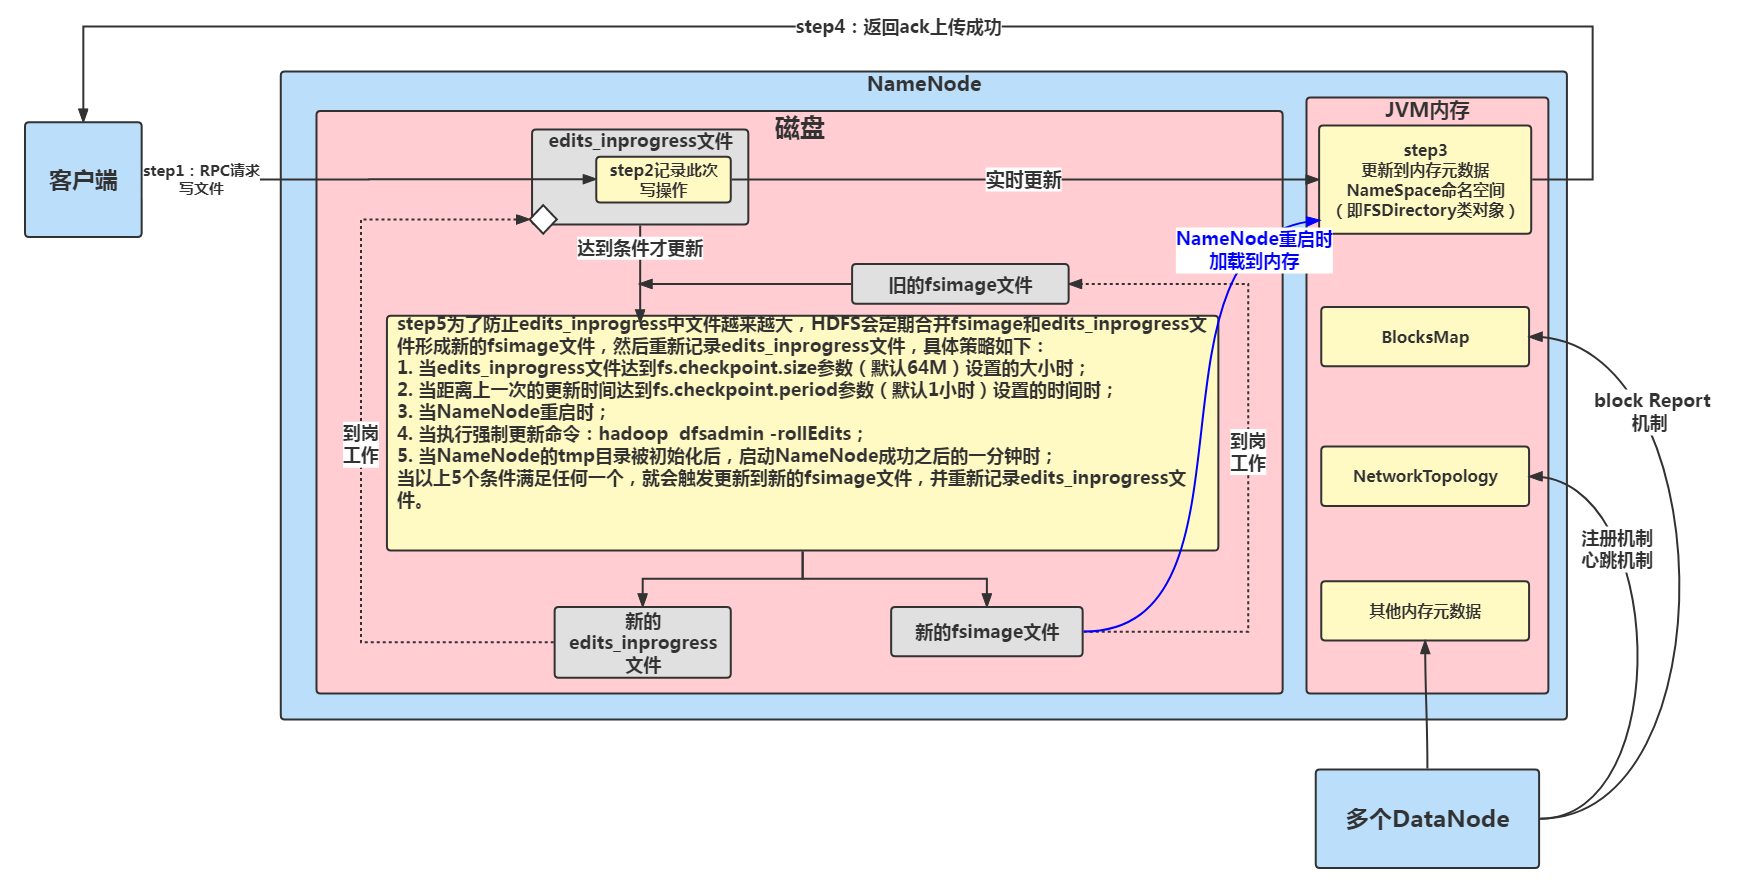 step4：返回ack上传成功
NameNode
磁盘
JVM内存
edits_inprogress文件
step2记录此次
写操作
客户端
step1：RPC请求
写文件
实时更新
step3
更新到内存元数据
NameSpace命名空间
（即FSDirectory类对象）
达到条件才更新
NameNode重启时
加载到内存
旧的fsimage文件
step5为了防止edits_inprogress中文件越来越大，HDFS会定期合并fsimage和edits_inprogress文
件形成新的fsimage文件，然后重新记录edits_inprogress文件，具体策略如下：
1. 当edits_inprogress文件达到fs.checkpoint.size参数（默认64M）设置的大小时；
2. 当距离上一次的更新时间达到fs.checkpoint.period参数（默认1小时）设置的时间时；
3. 当NameNode重启时；
4. 当执行强制更新命令：hadoop  dfsadmin -rollEdits；
5. 当NameNode的tmp目录被初始化后，启动NameNode成功之后的一分钟时；
当以上5个条件满足任何一个，就会触发更新到新的fsimage文件，并重新记录edits_inprogress文
件。
到岗
工作
到岗
工作
BlocksMap
block Report
机制
NetworkTopology
注册机制
心跳机制
其他内存元数据
新的
edits_inprogress
文件
新的fsimage文件
多个DataNode